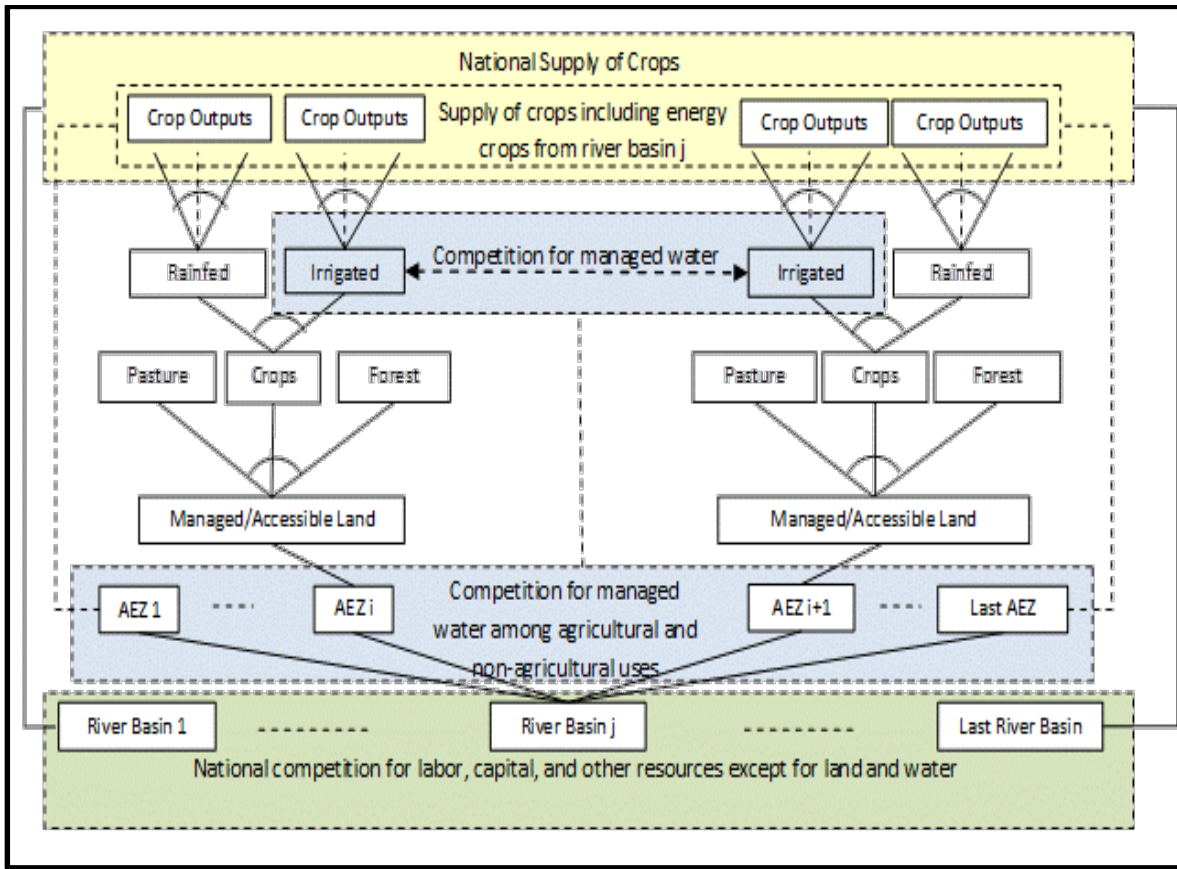 National Supply of Crops
Crop Outputs
Crop Outputs
Supply of crops including energy
crops from river basin j
Crop Outputs
Crop Outputs
Rainfed
Irrigated
Competition for managed water
Irrigated
Rainfed
Pasture
Crops
Forest
Pasture
Crops
Forest
Managed/Accessible Land
Managed/Accessible Land
AEZ 1
AEZ i
Competition for managed
water among agricultural and
non-agricultural uses
AEZ i+1
Last AEZ
River Basin 1
River Basin j
Last River Basin
National competition for labor, capital, and other resources except for land and water